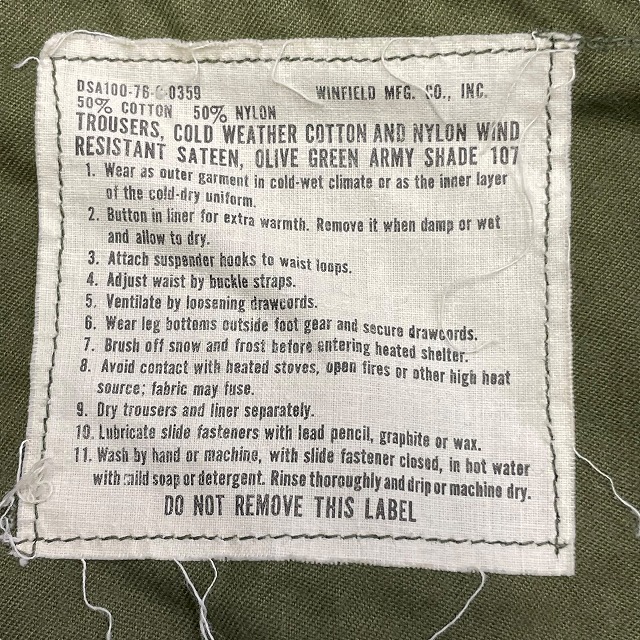 DSA100-76-C-0359 WINFIELD MFG. CO., INC.
50% COTTON 50% NYLON
TROUSERS, COLD WEATHER COTTON AND NYLON WIND
RESISTANT SATEEN, OLIVE GREEN ARMY SHADE 107
1. Wear as outer garment in cold-wet climate or as the inner layer
of the cold-dry uniform.
2. Button in liner for extra warmth. Remove it when damp or wet
and allow to dry.
3. Attach suspender hooks to waist loops.
4. Adjust waist by buckle straps.
5. Ventilate by loosening drawcords.
6. Wear leg bottoms outside foot gear and secure drawcords.
7. Brush off snow and frost before entering heated shelter.
8. Avoid contact with heated stoves, open fires or other high heat
source; fabric may fuse.
9. Dry trousers and liner separately.
10. Lubricate slide fasteners with lead pencil, graphite or wax.
11. Wash by hand or machine, with slide fastener closed, in hot water
with mild soap or detergent. Rinse thoroughly and drip or machine dry.
DO NOT REMOVE THIS LABEL